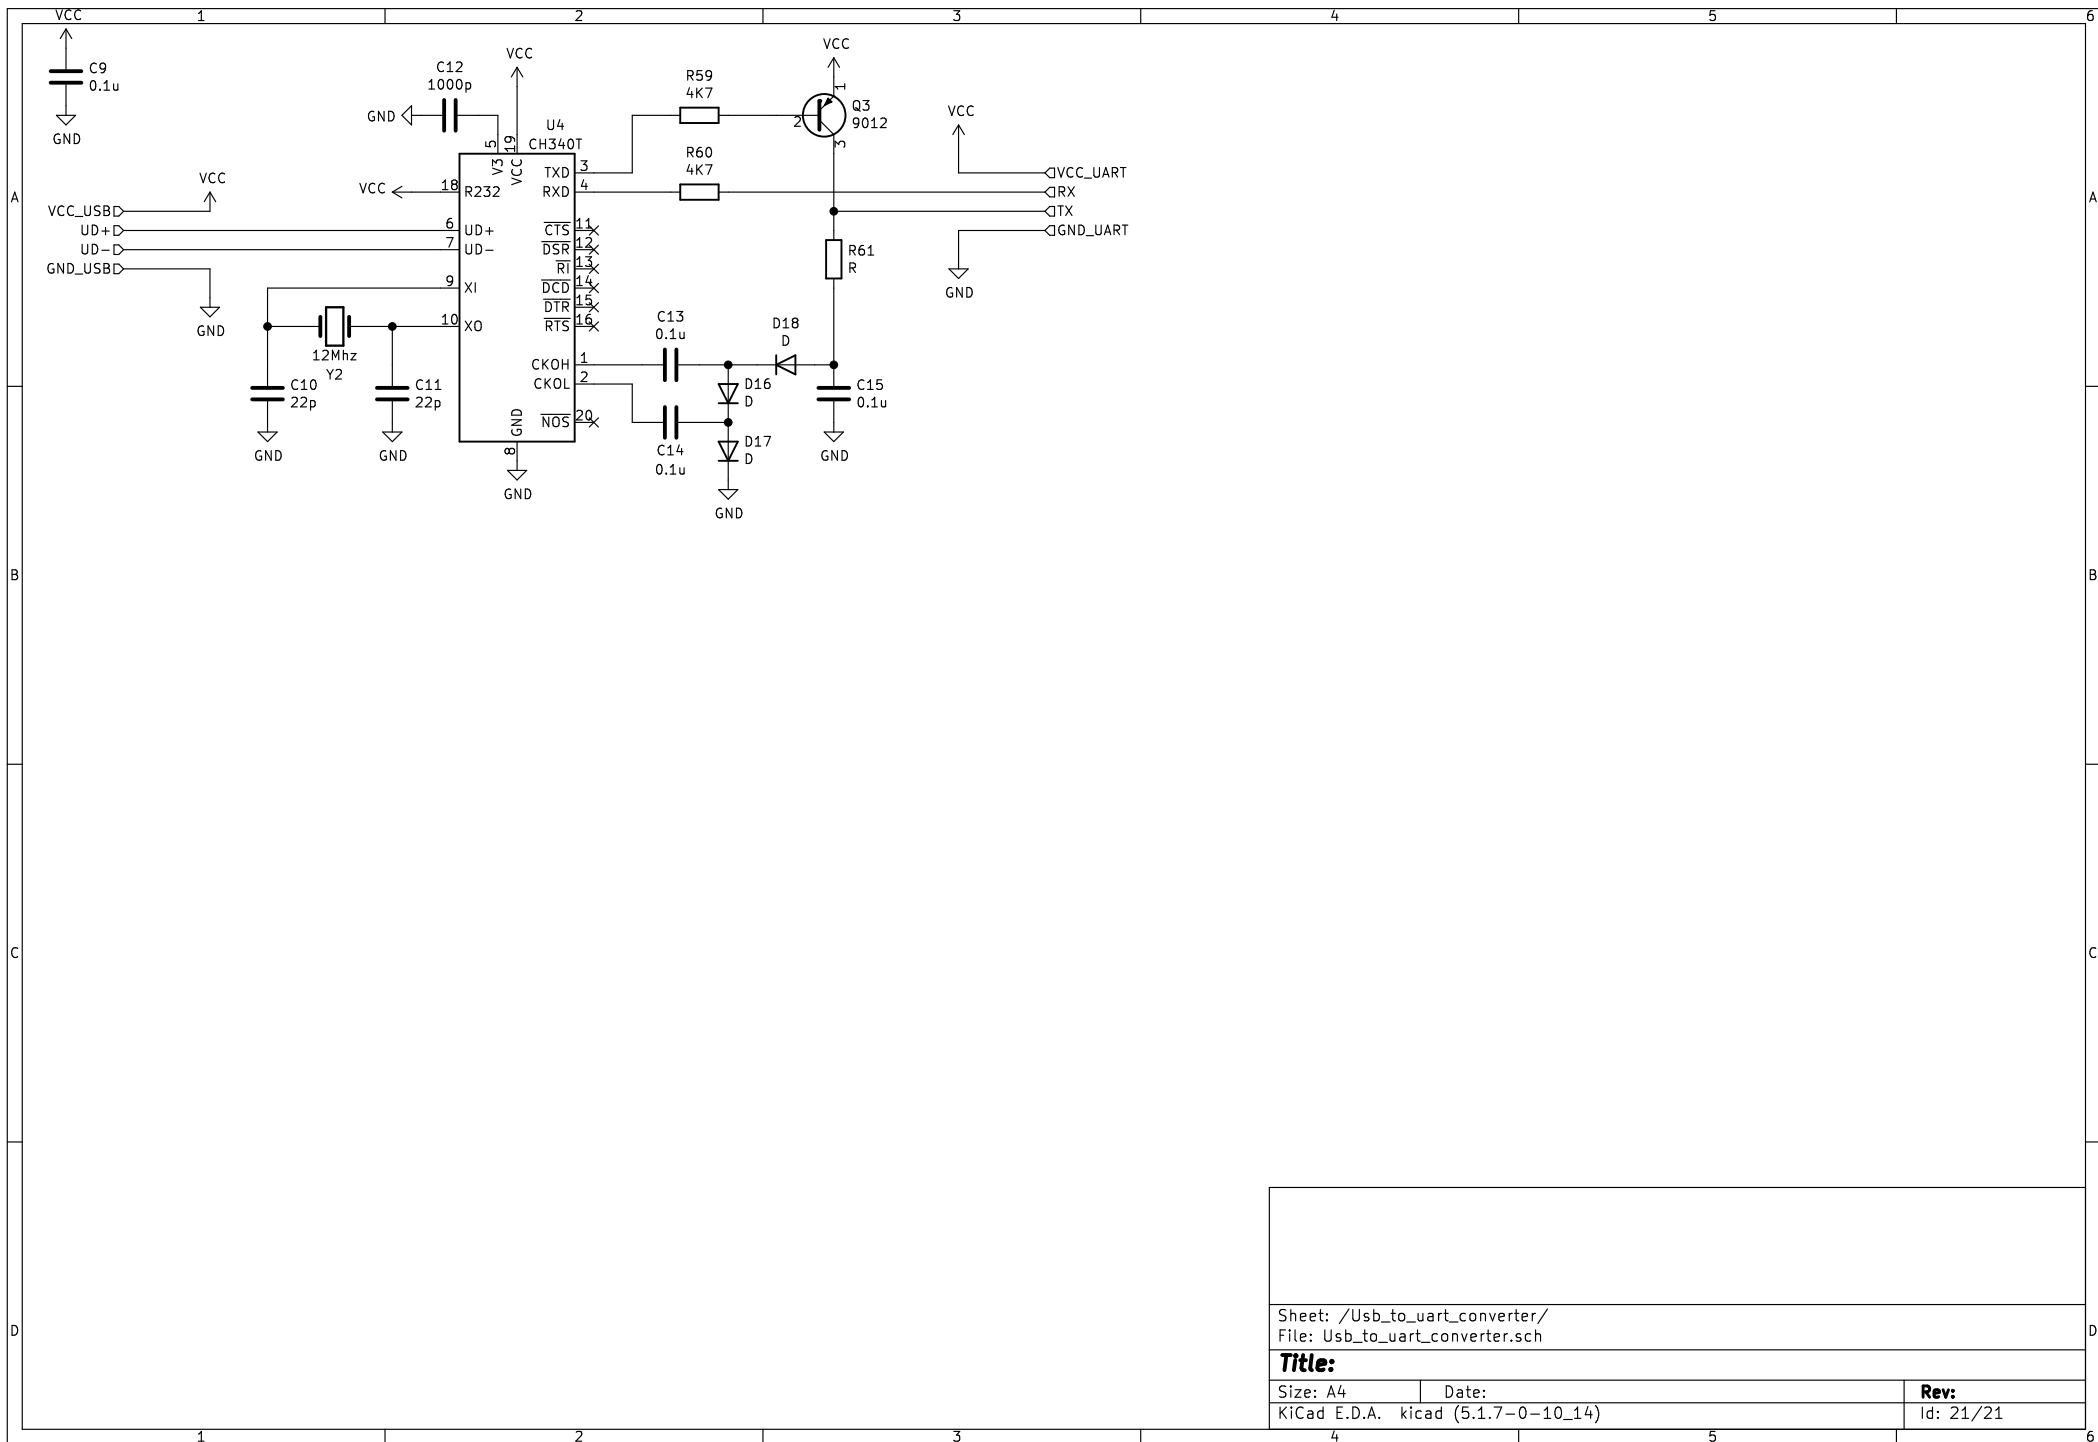 VCC
1
2
3
4
5
6
C9
0.1u
GND
C12
1000p
VCC
GND
R59
4K7
VCC
1
2
3
Q3
9012
U4
CH340T
5
19
V3
VCC
TXD
3
R60
4K7
VCC
VCC_UART
RX
TX
GND_UART
GND
A
A
VCC
VCC
18
R232
RXD
4
VCC_USB
UD+
UD-
GND_USB
6
UD+
7
UD-
9
XI
10
XO
CTS
11
DSR
12
RI
13
DCD
14
DTR
15
RTS
16
R61
R
GND
12Mhz
Y2
C10
22p
C11
22p
GND
GND
C13
0.1u
D18
D
CKOH
1
CKOL
2
D16
D
C15
0.1u
NOS
20
GND
8
GND
C14
0.1u
D17
D
GND
GND
B
B
C
C
D
D
Sheet: /Usb_to_uart_converter/
File: Usb_to_uart_converter.sch
Title:
Size: A4
Date:
Rev:
KiCad E.D.A. kicad (5.1.7-0-10_14)
Id: 21/21
1
2
3
4
5
6